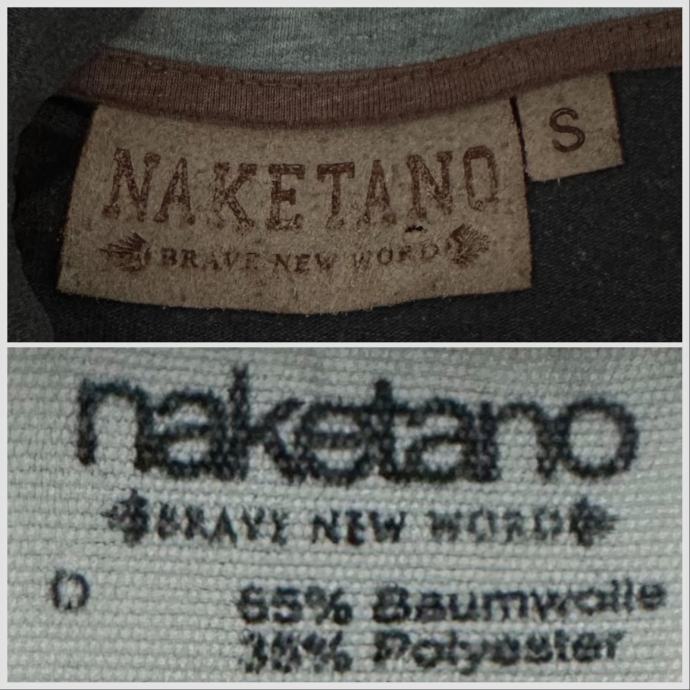 NAKETANO
BRAVE NEW WORD
S
naketano
BRAVE NEW WORD
D
65% Baumwolle
35% Polyester